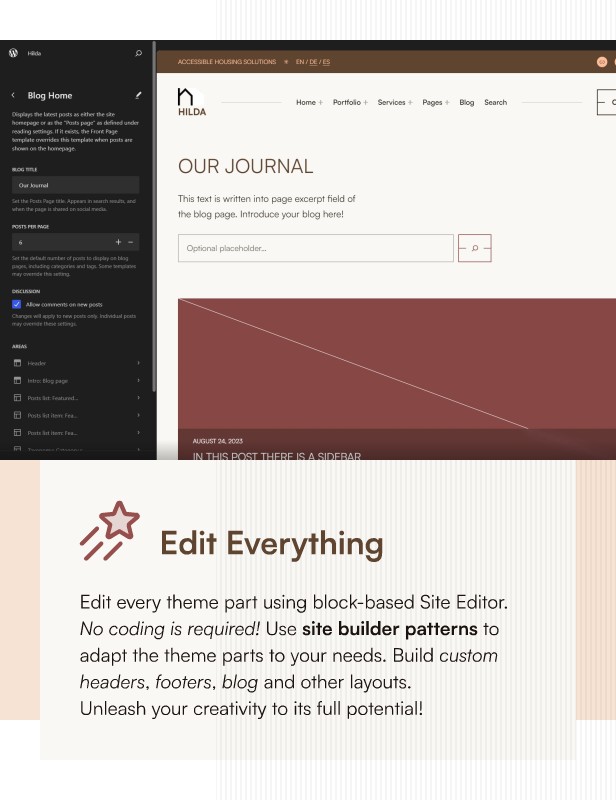 Hilda
Blog Home
Displays the latest posts as either the site
homepage or as the "Posts page" as defined under
reading settings. If it exists, the Front Page
template overrides this template when posts are
shown on the homepage.
BLOG TITLE
Our Journal
Set the Posts Page title. Appears in search results, and
when the page is shared on social media.
POSTS PER PAGE
6
Set the default number of posts to display on blog
pages, including categories and tags. Some templates
may override this setting.
DISCUSSION
Allow comments on new posts
Changes will apply to new posts only. Individual posts
may override these settings.
AREAS
Header
Intro: Blog page
Posts list: Featured...
Posts list item: Fea...
Posts list item: Fea...
ACCESSIBLE HOUSING SOLUTIONS EN / DE / ES
HILDA
Home + Portfolio + Services + Pages + Blog Search
OUR JOURNAL
This text is written into page excerpt field of
the blog page. Introduce your blog here!
Optional placeholder...
AUGUST 24, 2023
IN THIS POST THERE IS A SIDEBAR
Edit Everything
Edit every theme part using block-based Site Editor.
No coding is required! Use site builder patterns to
adapt the theme parts to your needs. Build custom
headers, footers, blog and other layouts.
Unleash your creativity to its full potential!